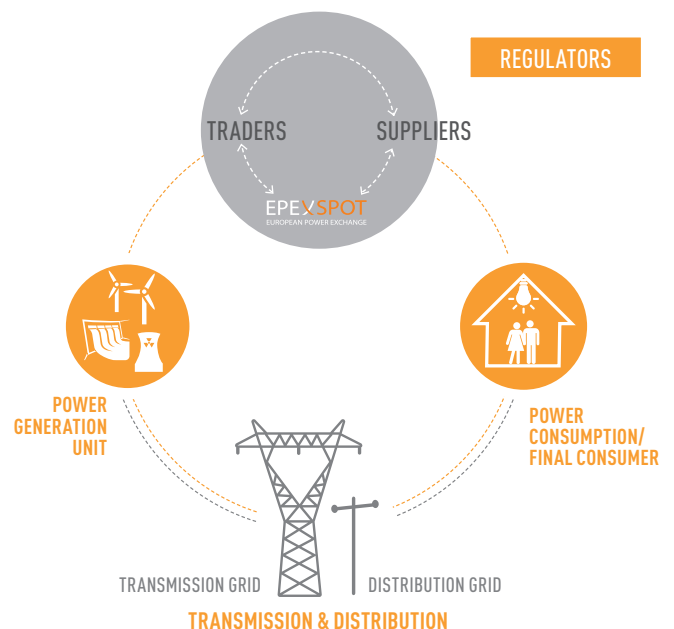 REGULATORS
TRADERS
SUPPLIERS
EPEXSPOT
EUROPEAN POWER EXCHANGE
POWER
GENERATION
UNIT
POWER
CONSUMPTION/
FINAL CONSUMER
TRANSMISSION GRID
DISTRIBUTION GRID
TRANSMISSION & DISTRIBUTION